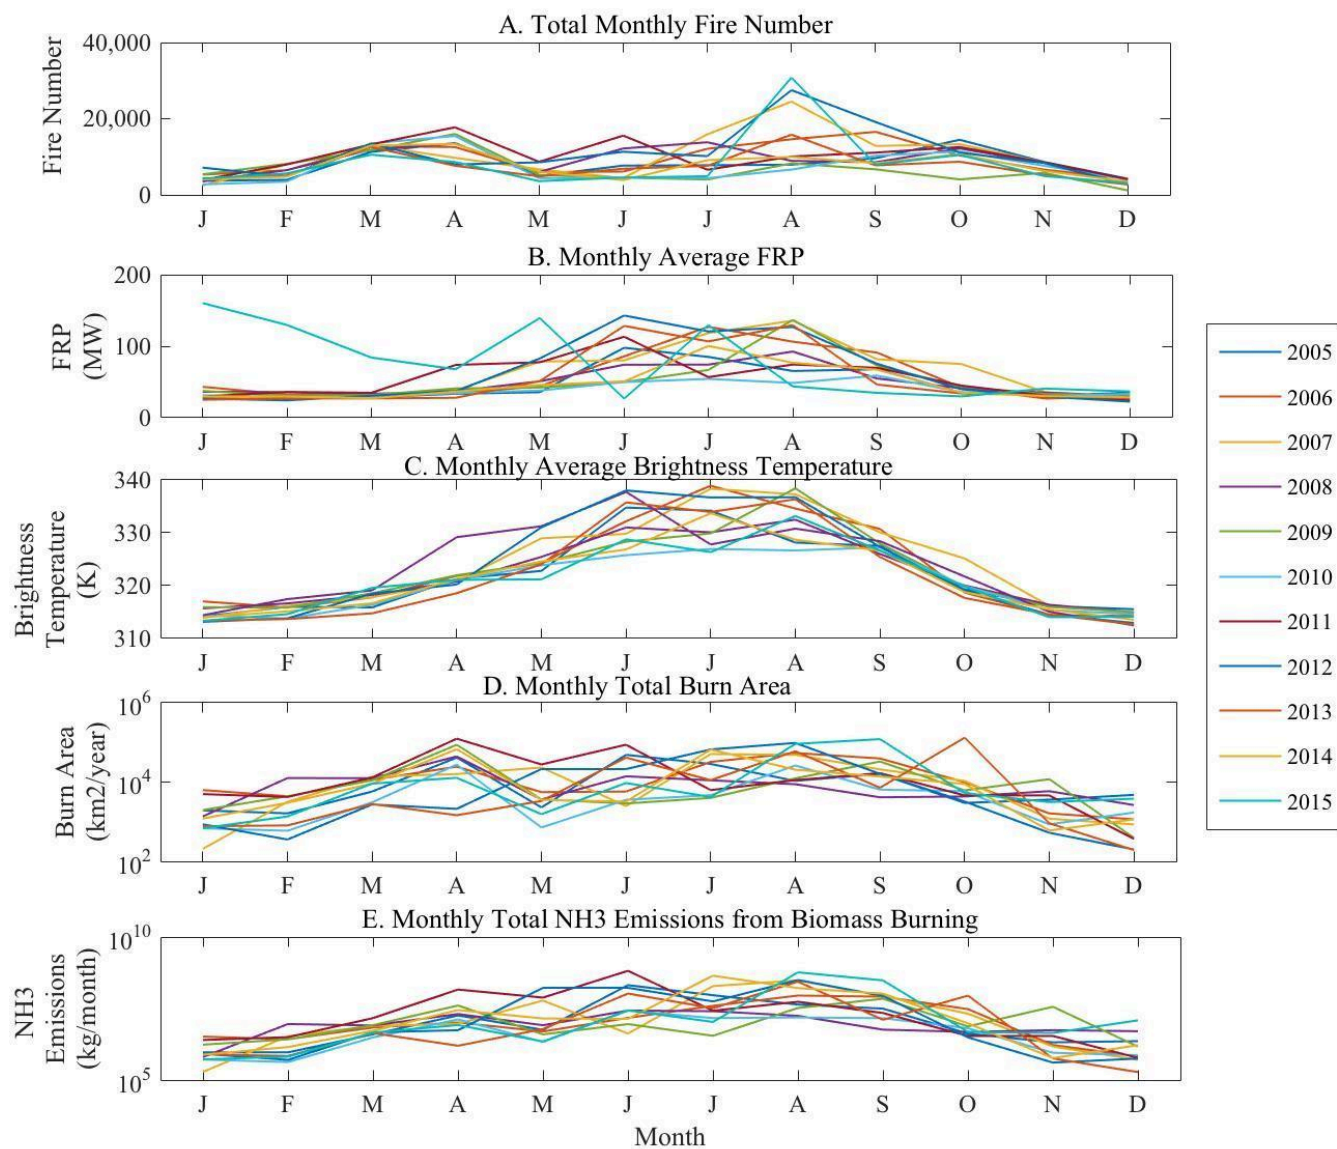 A. Total Monthly Fire Number
Fire Number
40,000
20,000
0
J F M A M J J A S O N D
B. Monthly Average FRP
FRP
(MW)
200
100
0
J F M A M J J A S O N D
C. Monthly Average Brightness Temperature
Brightness
Temperature
(K)
340
330
320
310
J F M A M J J A S O N D
D. Monthly Total Burn Area
Burn Area
(km2/year)
10^6
10^4
10^2
J F M A M J J A S O N D
E. Monthly Total NH3 Emissions from Biomass Burning
NH3
Emissions
(kg/month)
10^10
10^5
J F M A M J J A S O N D
Month
2005
2006
2007
2008
2009
2010
2011
2012
2013
2014
2015